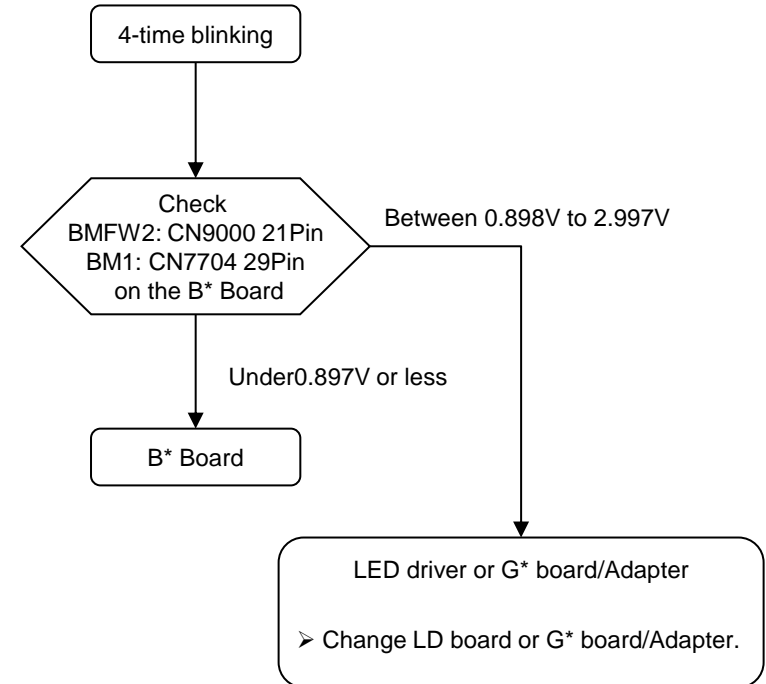 4-time blinking
Check
BMFW2: CN9000 21Pin
BM1: CN7704 29Pin
on the B* Board
Between 0.898V to 2.997V
Under0.897V or less
B* Board
LED driver or G* board/Adapter
➢ Change LD board or G* board/Adapter.